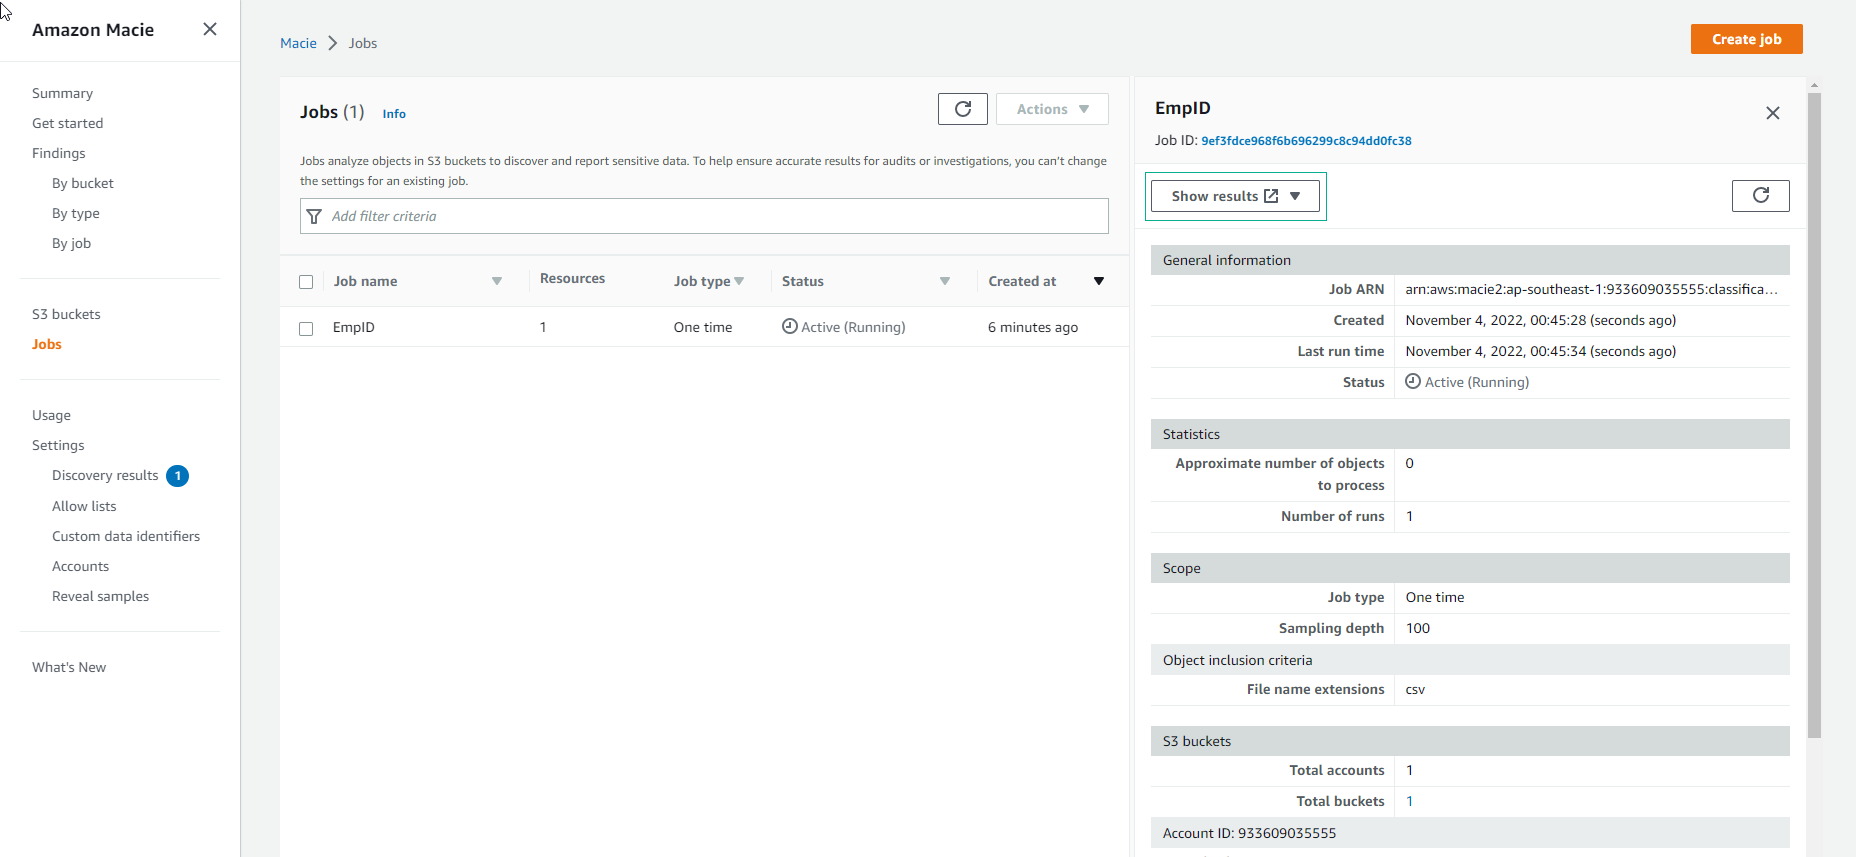 Amazon Macie
Summary
Get started
Findings
By bucket
By type
By job
S3 buckets
Jobs
Usage
Settings
Discovery results 1
Allow lists
Custom data identifiers
Accounts
Reveal samples
What's New
Macie > Jobs
Create job
Jobs (1) Info
Actions
Jobs analyze objects in S3 buckets to discover and report sensitive data. To help ensure accurate results for audits or investigations, you can't change
the settings for an existing job.
Add filter criteria
Job name Resources Job type Status Created at
EmpID 1 One time Active (Running) 6 minutes ago
EmpID
Job ID: 9ef3fdce968f6b696299c8c94dd0fc38
Show results
General information
Job ARN arn:aws:macie2:ap-southeast-1:933609035555:classifica...
Created November 4, 2022, 00:45:28 (seconds ago)
Last run time November 4, 2022, 00:45:34 (seconds ago)
Status Active (Running)
Statistics
Approximate number of objects 0
to process
Number of runs 1
Scope
Job type One time
Sampling depth 100
Object inclusion criteria
File name extensions csv
S3 buckets
Total accounts 1
Total buckets 1
Account ID: 933609035555